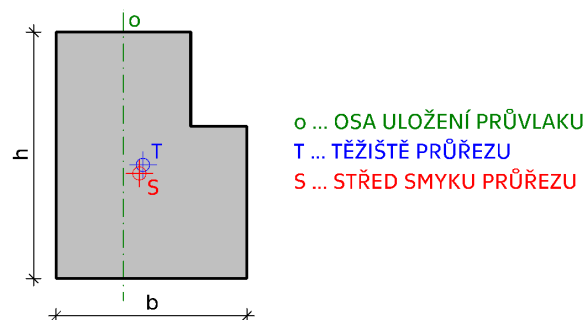 o
h
T
S
b
o ... OSA ULOŽENÍ PRŮVLAKU
T ... TĚŽIŠTĚ PRŮŘEZU
S ... STŘED SMYKU PRŮŘEZU